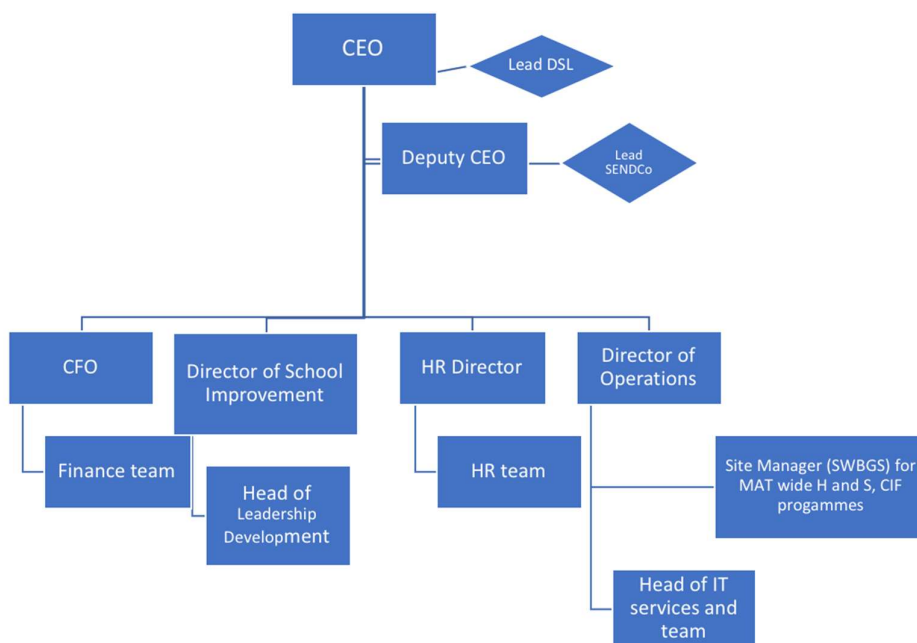 CEO
Lead DSL
Deputy CEO
Lead
SENDCo
CFO
Director of School
Improvement
HR Director
Director of
Operations
Finance team
Head of
Leadership
Development
HR team
Site Manager (SWBGS) for
MAT wide H and S, CIF
progammes
Head of IT
services and
team